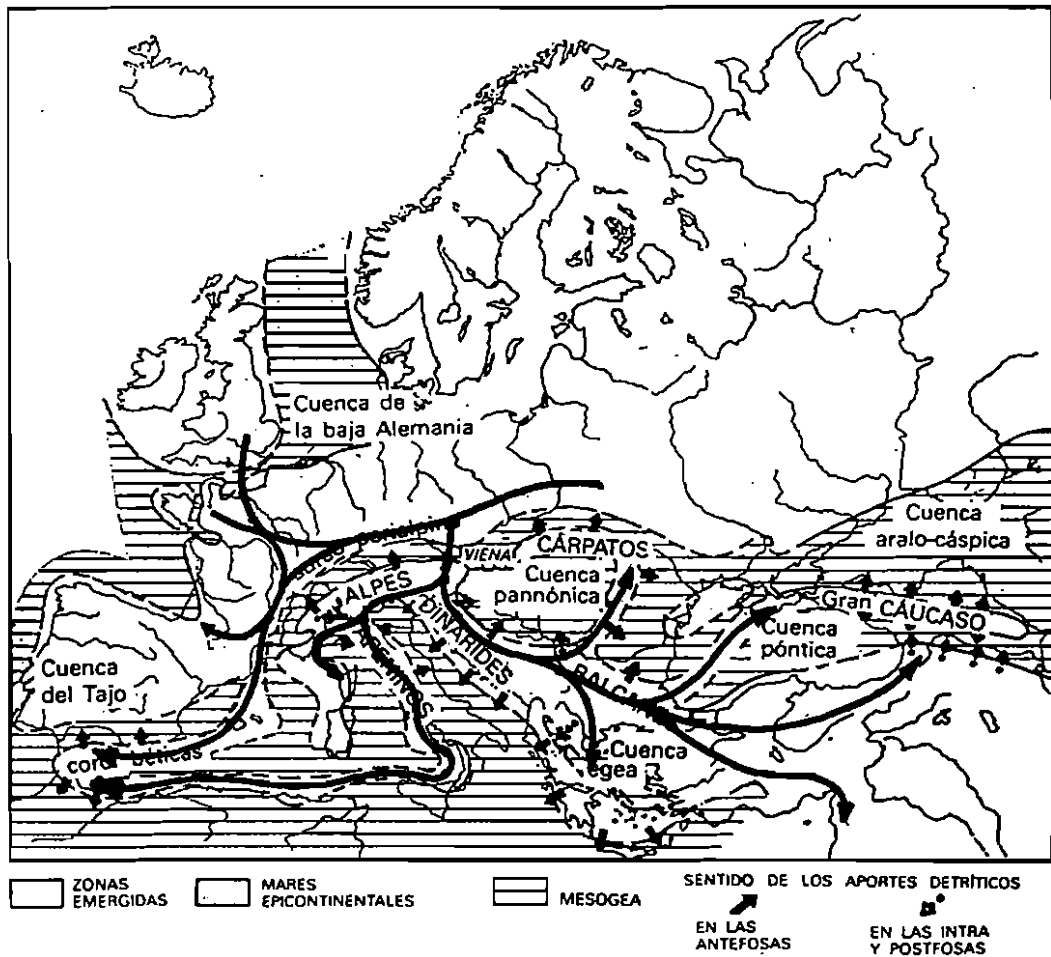 Cuenca de
la baja Alemania
Cuenca
aralo-cáspica
VIENA
CÁRPATOS
Cuenca
pannónica
ALPES
DINARIDES
Gran CAUCASO
Cuenca
póntica
Cuenca
del Tajo
Cuenca
egea
béticas
ZONAS
EMERGIDAS
MARES
EPICONTINENTALES
MESOGEA
SENTIDO DE LOS APORTES DETRÍTICOS
EN LAS
ANTEFOSAS
EN LAS INTRA
Y POSTFOSAS